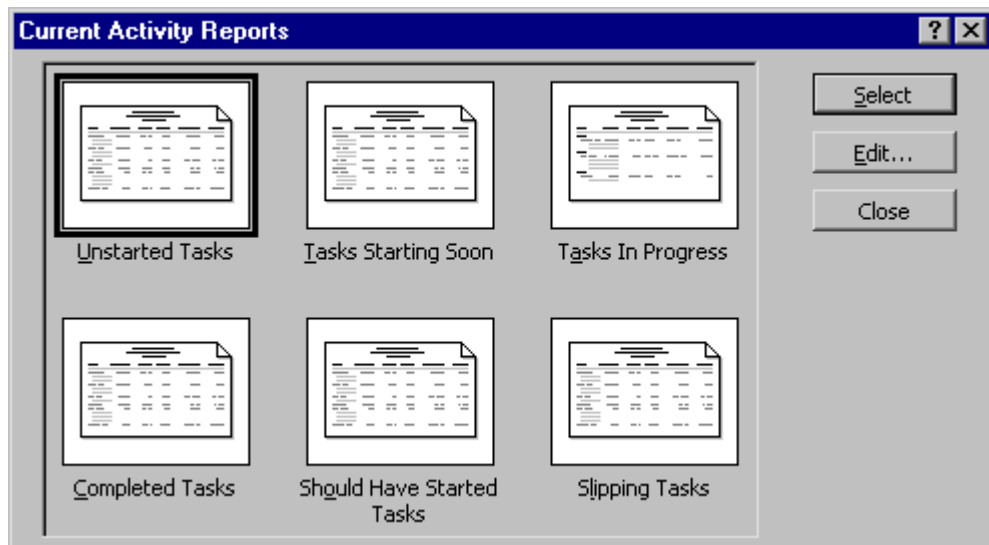 Current Activity Reports
Select
Edit...
Close
Unstarted Tasks
Tasks Starting Soon
Tasks In Progress
Completed Tasks
Should Have Started
Tasks
Slipping Tasks